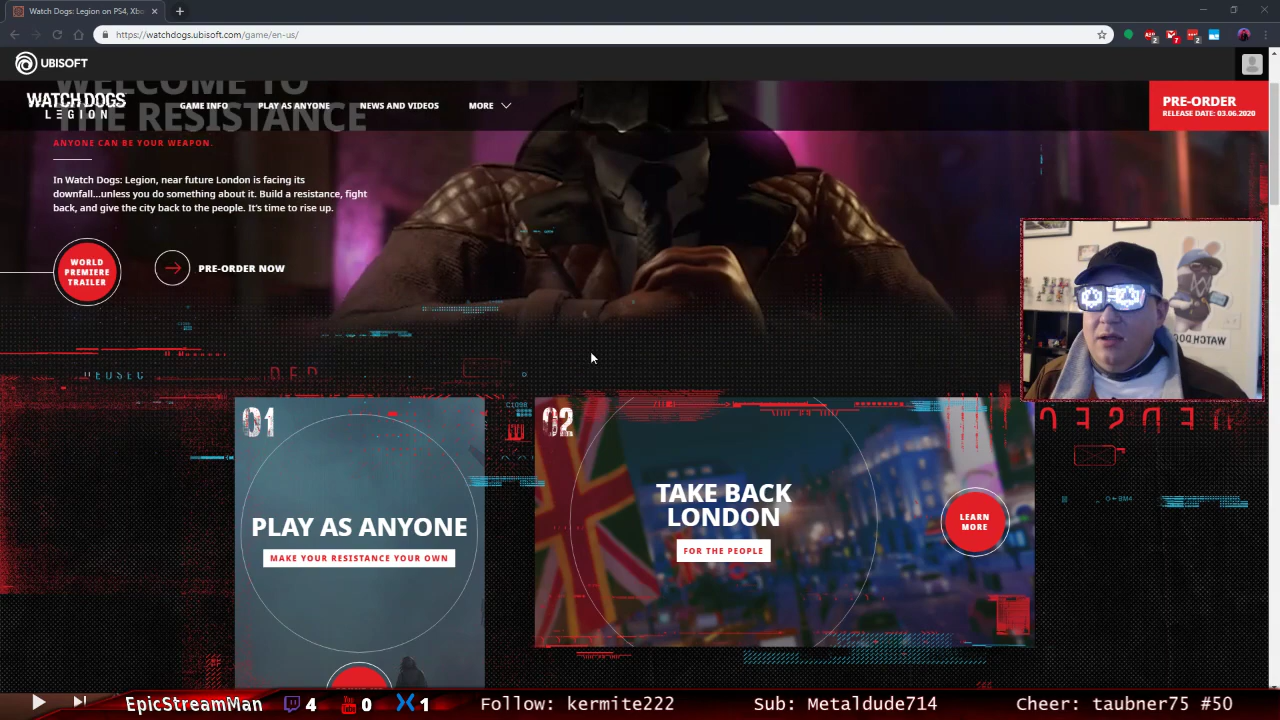 Watch Dogs: Legion on PS4, Xbo
https://watchdogs.ubisoft.com/game/en-us/
UBISOFT
WELCOME TO
THE RESISTANCE
WATCH DOGS
LEGION
GAME INFO
PLAY AS ANYONE
NEWS AND VIDEOS
MORE
PRE-ORDER
RELEASE DATE: 03.06.2020
ANYONE CAN BE YOUR WEAPON.
In Watch Dogs: Legion, near future London is facing its
downfall...unless you do something about it. Build a resistance, fight
back, and give the city back to the people. It's time to rise up.
WORLD
PREMIERE
TRAILER
PRE-ORDER NOW
01
PLAY AS ANYONE
MAKE YOUR RESISTANCE YOUR OWN
02
TAKE BACK
LONDON
FOR THE PEOPLE
LEARN
MORE
EpicStreamMan
4
0
1
Follow: kermite222
Sub: Metaldude714
Cheer: taubner75 #50